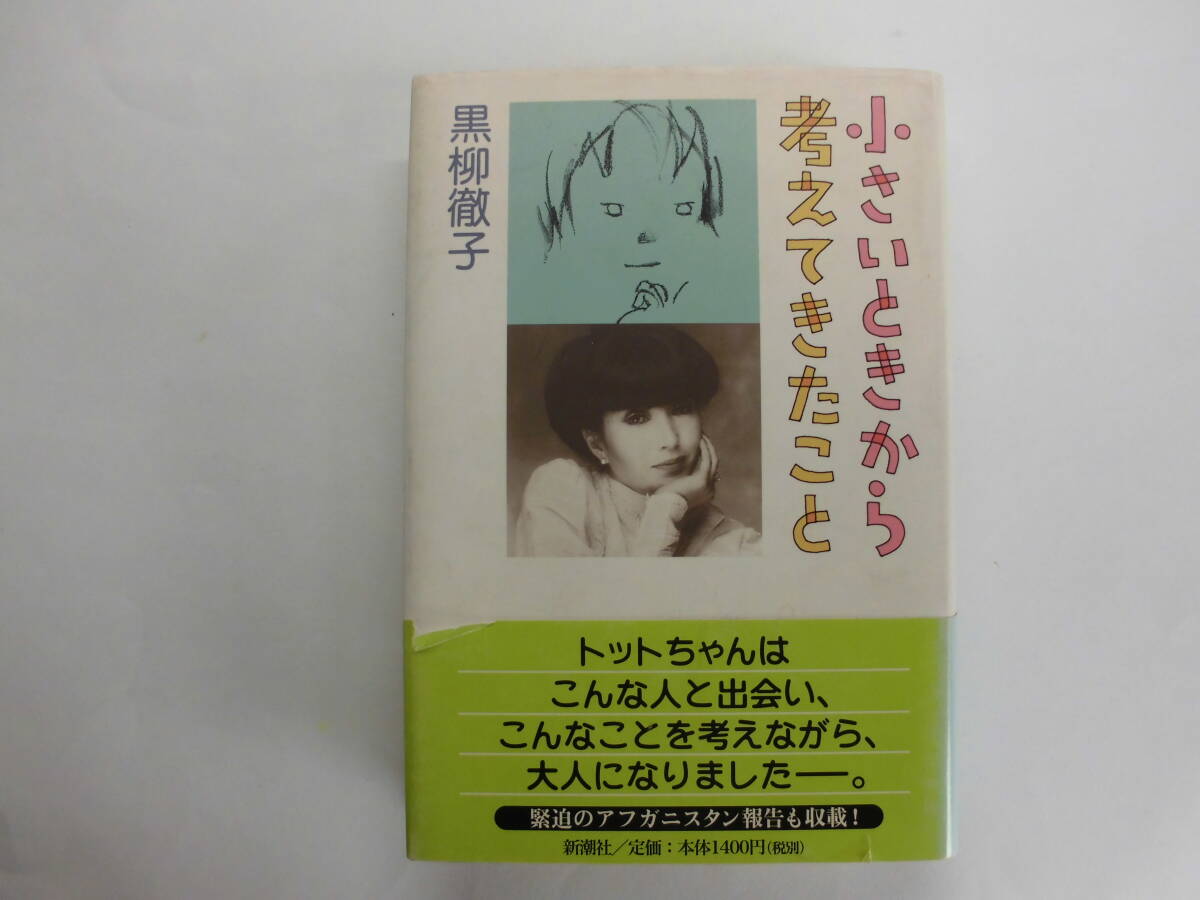 小さいときから
考えてきたこと
黒柳徹子
トットちゃんは
こんな人と出会い、
こんなことを考えながら、
大人になりました──。
緊迫のアフガニスタン報告も収載!
新潮社/定価:本体1400円(税別)